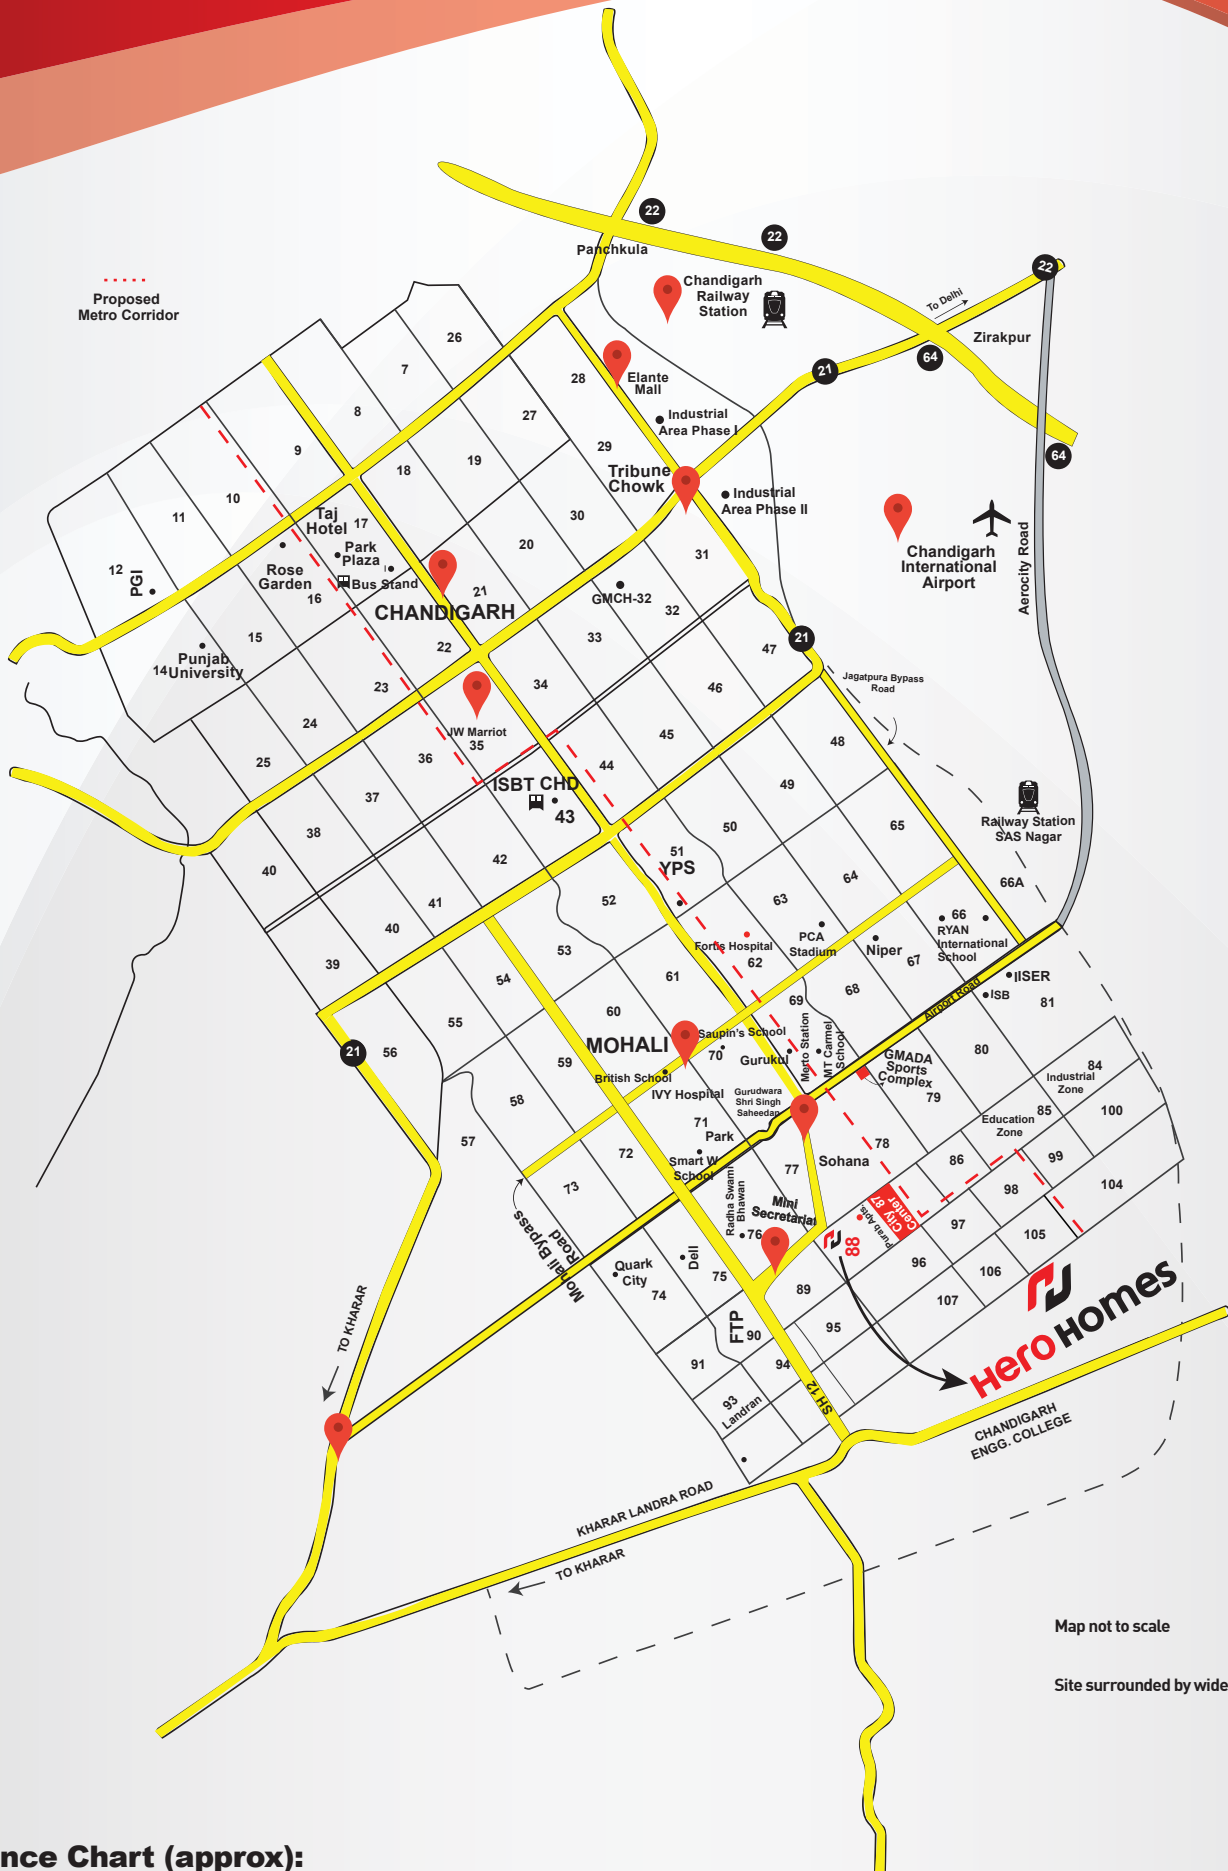 22
22
Panchkula
22
Chandigarh
Railway
Station
Proposed
Metro Corridor
To Delhi
Zirakpur
64
21
26
7
28
Elante
Mall
8
27
Industrial
Area Phase I
9
29
64
18
19
Tribune
Chowk
Industrial
Area Phase II
10
11
Taj
Hotel
17
30
Park
Plaza
20
31
Chandigarh
International
Airport
Aerocity Road
12
PGI
Rose
Garden
16
Bus Stand
21
CHANDIGARH
GMCH-32
32
15
33
22
47
21
14
Punjab
University
23
34
46
Jagatpura Bypass
Road
24
JW Marriot
35
45
48
25
36
44
ISBT CHD
43
37
49
Railway Station
SAS Nagar
38
50
65
40
42
51
YPS
66A
41
52
63
64
40
66
RYAN
International
School
39
53
Fortis Hospital
62
PCA
Stadium
Niper
67
54
61
68
IISER
ISB
81
69
Airport Road
55
60
21
56
MOHALI
Saupin's School
70
Gurukul
Metro Station
MT Carmel
School
80
59
GMADA
Sports
Complex
79
84
Industrial
Zone
British School
IVY Hospital
Gurudwara
Shri Singh
Saheedan
58
85
100
71
Park
Education
Zone
57
72
Smart W
School
77
Sohana
78
86
99
73
98
104
Radha Swami
Bhawan
76
Mini
Secretariat
City 87
Center
Purab Apts.
97
88
105
Mohali Bypass
Road
Quark
City
Dell
74
75
89
96
106
107
HeroHomes
TO KHARAR
FTP
90
95
91
94
SH 12
93
Landran
CHANDIGARH
ENGG. COLLEGE
KHARAR LANDRA ROAD
TO KHARAR
Map not to scale
Site surrounded by wide
nce Chart (approx):